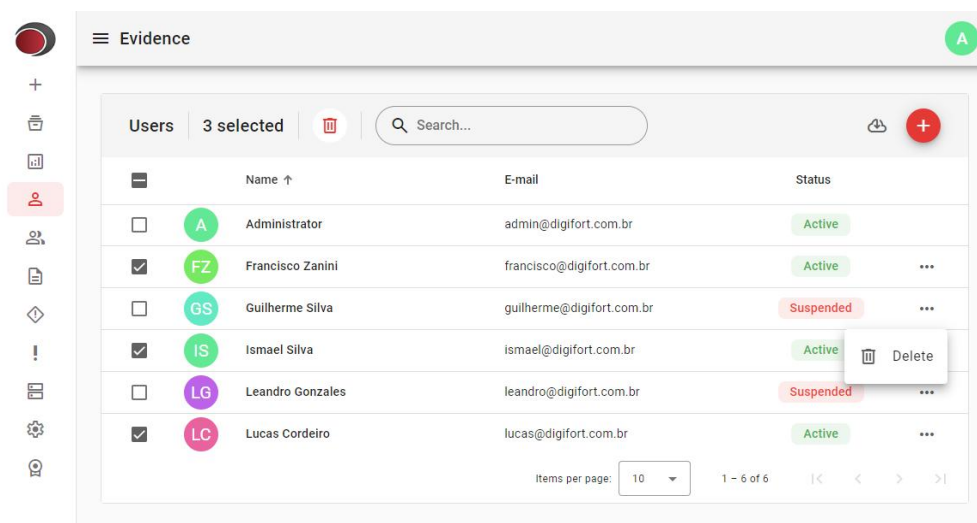 Evidence
A
Users 3 selected Search...
Name E-mail Status
A Administrator admin@digifort.com.br Active
FZ Francisco Zanini francisco@digifort.com.br Active
GS Guilherme Silva guilherme@digifort.com.br Suspended
IS Ismael Silva ismael@digifort.com.br Active
Delete
LG Leandro Gonzales leandro@digifort.com.br Suspended
LC Lucas Cordeiro lucas@digifort.com.br Active
Items per page: 10 1 – 6 of 6